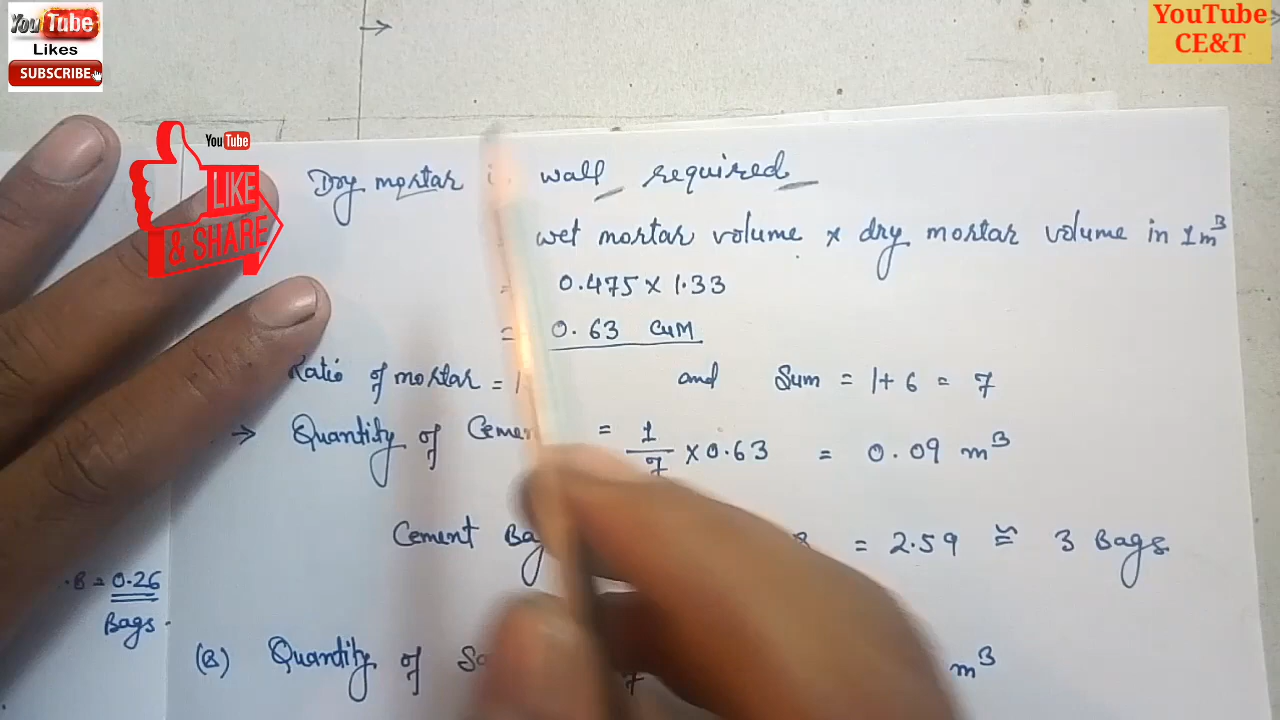 YouTube
Likes
SUBSCRIBE
YouTube
CE&T
YouTube
LIKE
& SHARE
Dry mortar wall required
wet mortar volume x dry mortar volume in 1m³
= 0.475 x 1.33
= 0.63 CuM
Ratio of mortar = 1 and Sum = 1+ 6 = 7
→ Quantity of = 1/7 x 0.63 = 0.09 m³
Cement = 2.59 ≅ 3 Bags
= 0.26
Bags.
(B) Quantity of m³